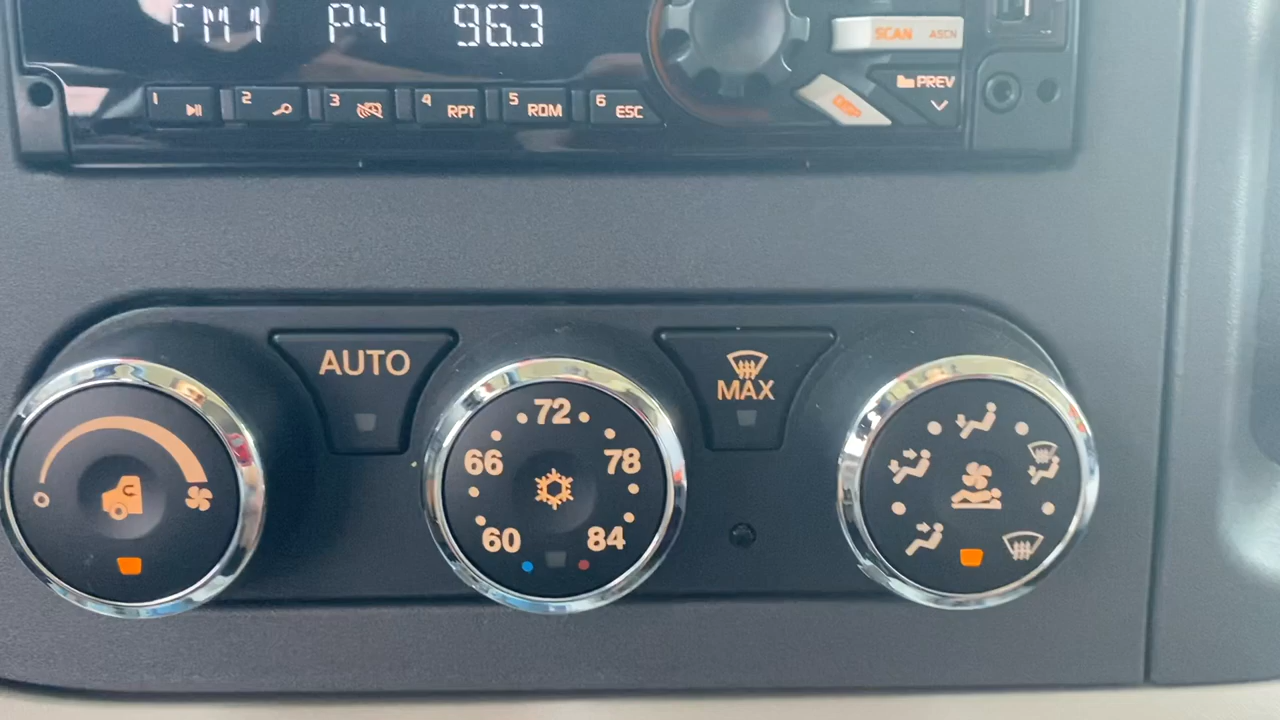 FM1 P4 96.3
SCAN ASCN
PREV
1
2
3
4 RPT
5 RDM
6 ESC
AUTO
MAX
72
66 78
60 84